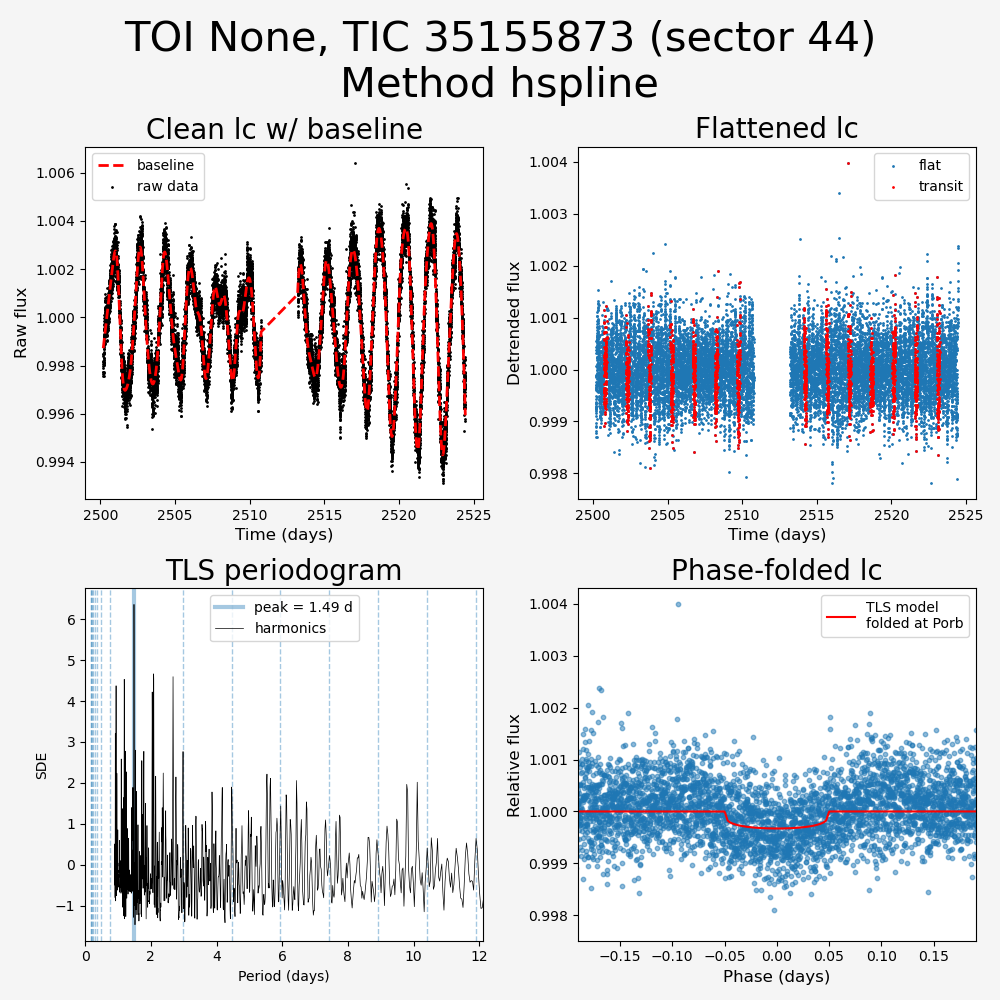 TOI None, TIC 35155873 (sector 44)
Method hspline
Clean lc w/ baseline
baseline
raw data
1.006
1.004
1.002
1.000
0.998
0.996
0.994
Raw flux
2500 2505 2510 2515 2520 2525
Time (days)
Flattened lc
flat
transit
1.004
1.003
1.002
1.001
1.000
0.999
0.998
Detrended flux
2500 2505 2510 2515 2520 2525
Time (days)
TLS periodogram
peak = 1.49 d
harmonics
6
5
4
3
2
1
0
−1
SDE
0 2 4 6 8 10 12
Period (days)
Phase-folded lc
TLS model
folded at Porb
1.004
1.003
1.002
1.001
1.000
0.999
0.998
Relative flux
−0.15 −0.10 −0.05 0.00 0.05 0.10 0.15
Phase (days)